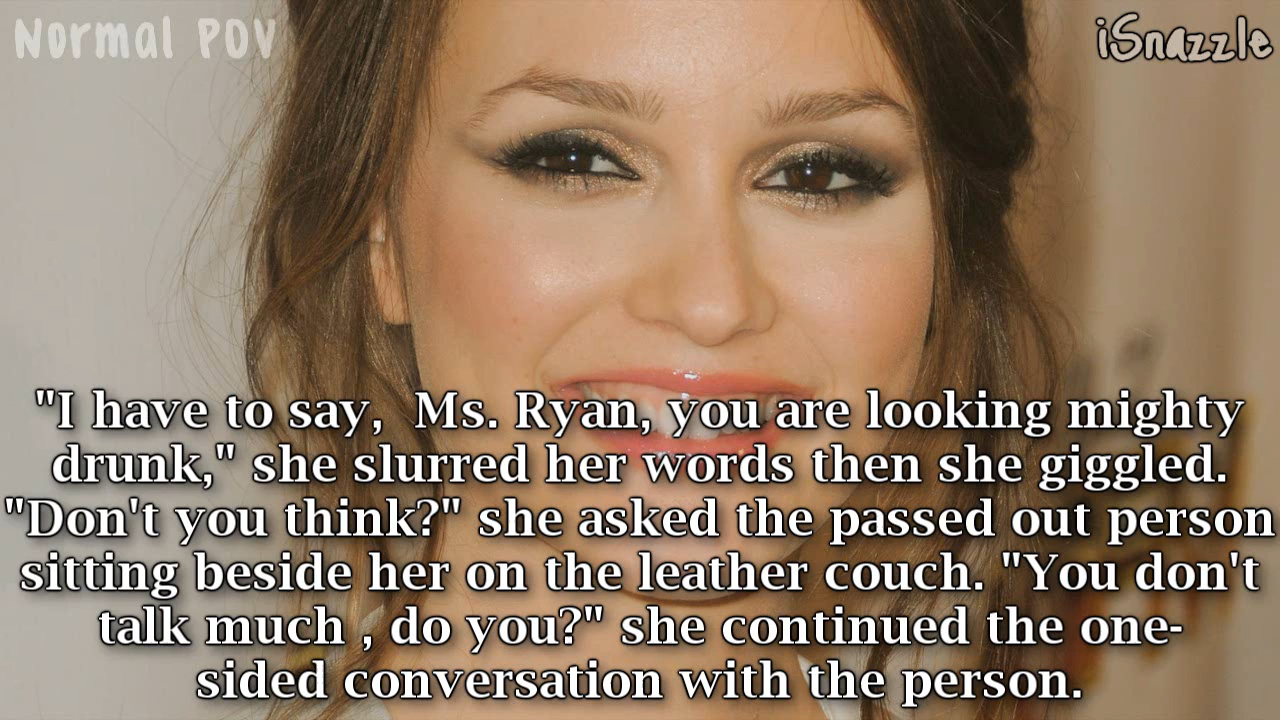 Normal POV
iSnazzle
"I have to say,  Ms. Ryan, you are looking mighty
drunk," she slurred her words then she giggled.
"Don't you think?" she asked the passed out person
sitting beside her on the leather couch. "You don't
talk much , do you?" she continued the one-
sided conversation with the person.